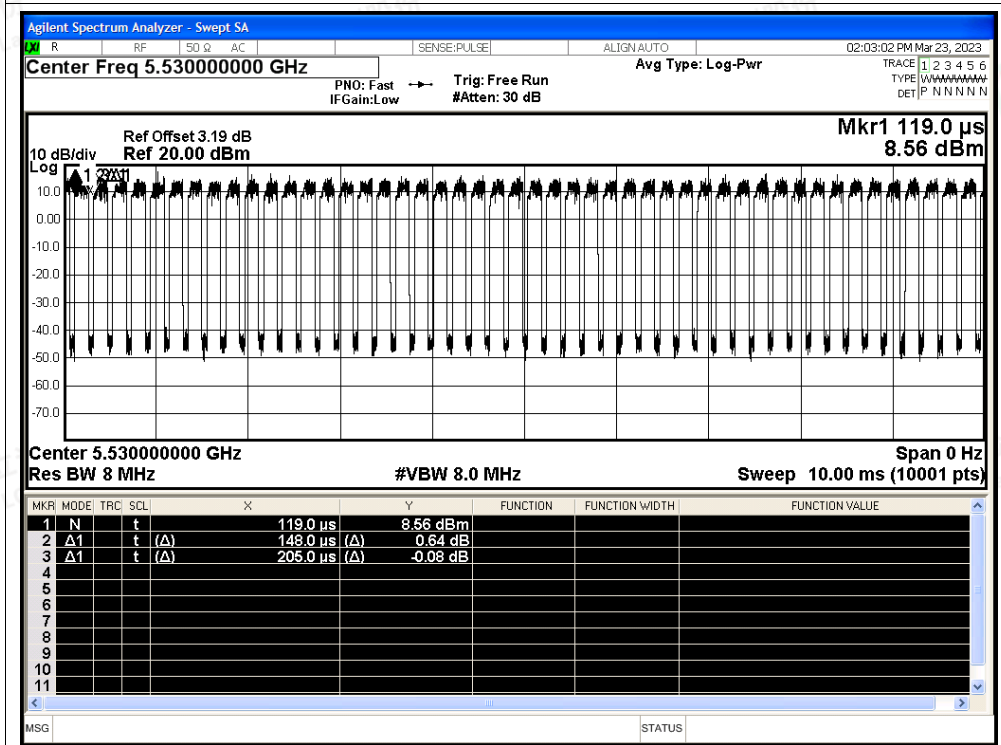 Agilent Spectrum Analyzer - Swept SA
LXI R RF 50 Ω AC SENSE:PULSE ALIGN AUTO 02:03:02 PM Mar 23, 2023
Center Freq 5.530000000 GHz Avg Type: Log-Pwr TRACE 1 2 3 4 5 6
PNO: Fast Trig: Free Run TYPE WWWWWW
IFGain:Low #Atten: 30 dB DET P N N N N N
Mkr1 119.0 µs
Ref Offset 3.19 dB
10 dB/div Ref 20.00 dBm 8.56 dBm
Log
10.0
0.00
-10.0
-20.0
-30.0
-40.0
-50.0
-60.0
-70.0
Center 5.530000000 GHz Span 0 Hz
Res BW 8 MHz #VBW 8.0 MHz Sweep 10.00 ms (10001 pts)
MKR MODE TRC SCL X Y FUNCTION FUNCTION WIDTH FUNCTION VALUE
1 N t 119.0 µs 8.56 dBm
2 Δ1 t (Δ) 148.0 µs (Δ) 0.64 dB
3 Δ1 t (Δ) 205.0 µs (Δ) -0.08 dB
4
5
6
7
8
9
10
11
MSG STATUS